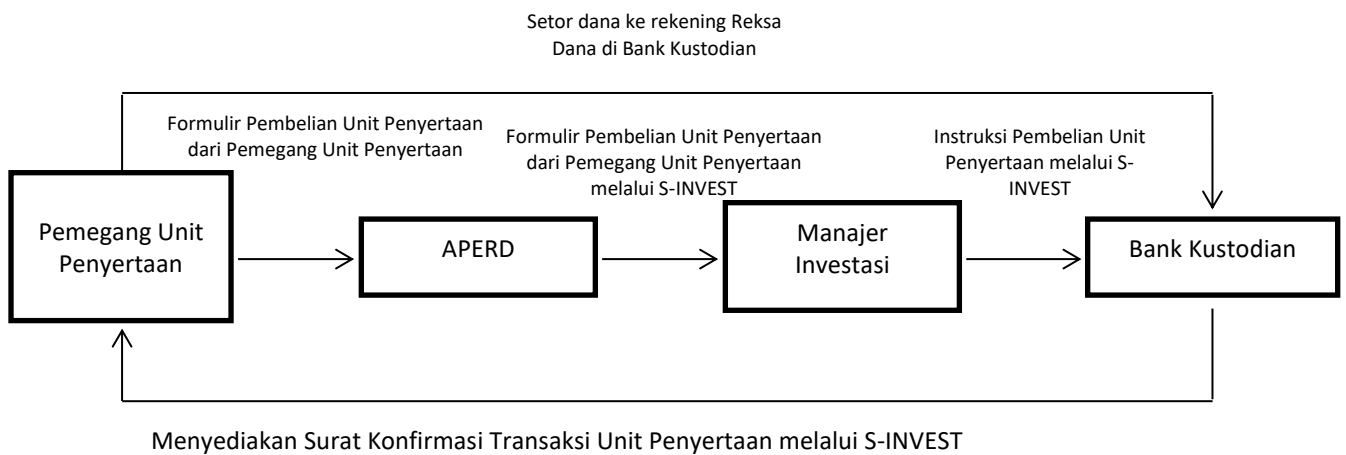 Setor dana ke rekening Reksa
Dana di Bank Kustodian
Formulir Pembelian Unit Penyertaan
dari Pemegang Unit Penyertaan
Formulir Pembelian Unit Penyertaan
dari Pemegang Unit Penyertaan
melalui S-INVEST
Instruksi Pembelian Unit
Penyertaan melalui S-
INVEST
Pemegang Unit
Penyertaan
APERD
Manajer
Investasi
Bank Kustodian
Menyediakan Surat Konfirmasi Transaksi Unit Penyertaan melalui S-INVEST